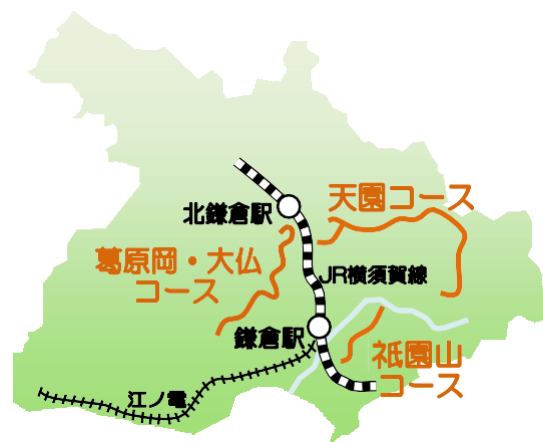 天園コース
北鎌倉駅
葛原岡・大仏
コース
JR横須賀線
鎌倉駅
祇園山
コース
江ノ電